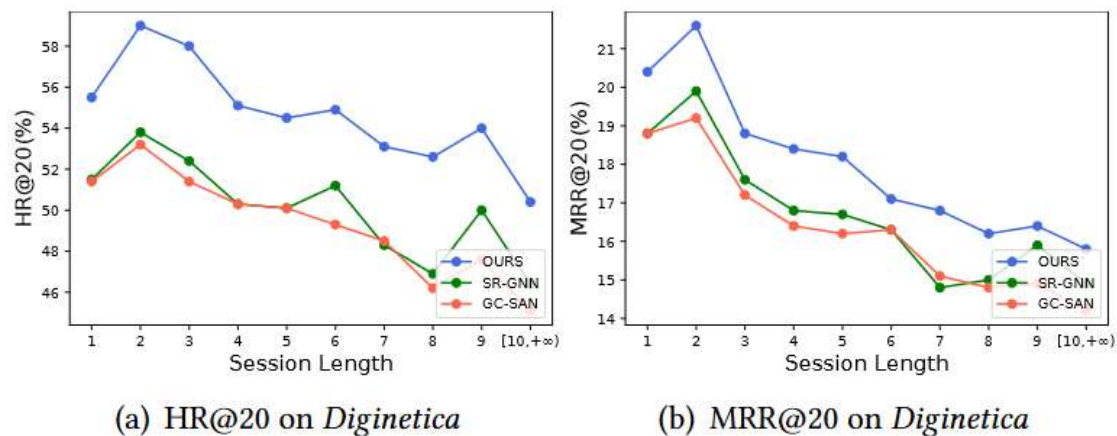 HR@20(%)
58
56
54
52
50
48
46
1 2 3 4 5 6 7 8 9 [10,+∞)
Session Length
OURS
SR-GNN
GC-SAN
(a) HR@20 on Diginetica
MRR@20(%)
21
20
19
18
17
16
15
14
1 2 3 4 5 6 7 8 9 [10,+∞)
Session Length
OURS
SR-GNN
GC-SAN
(b) MRR@20 on Diginetica